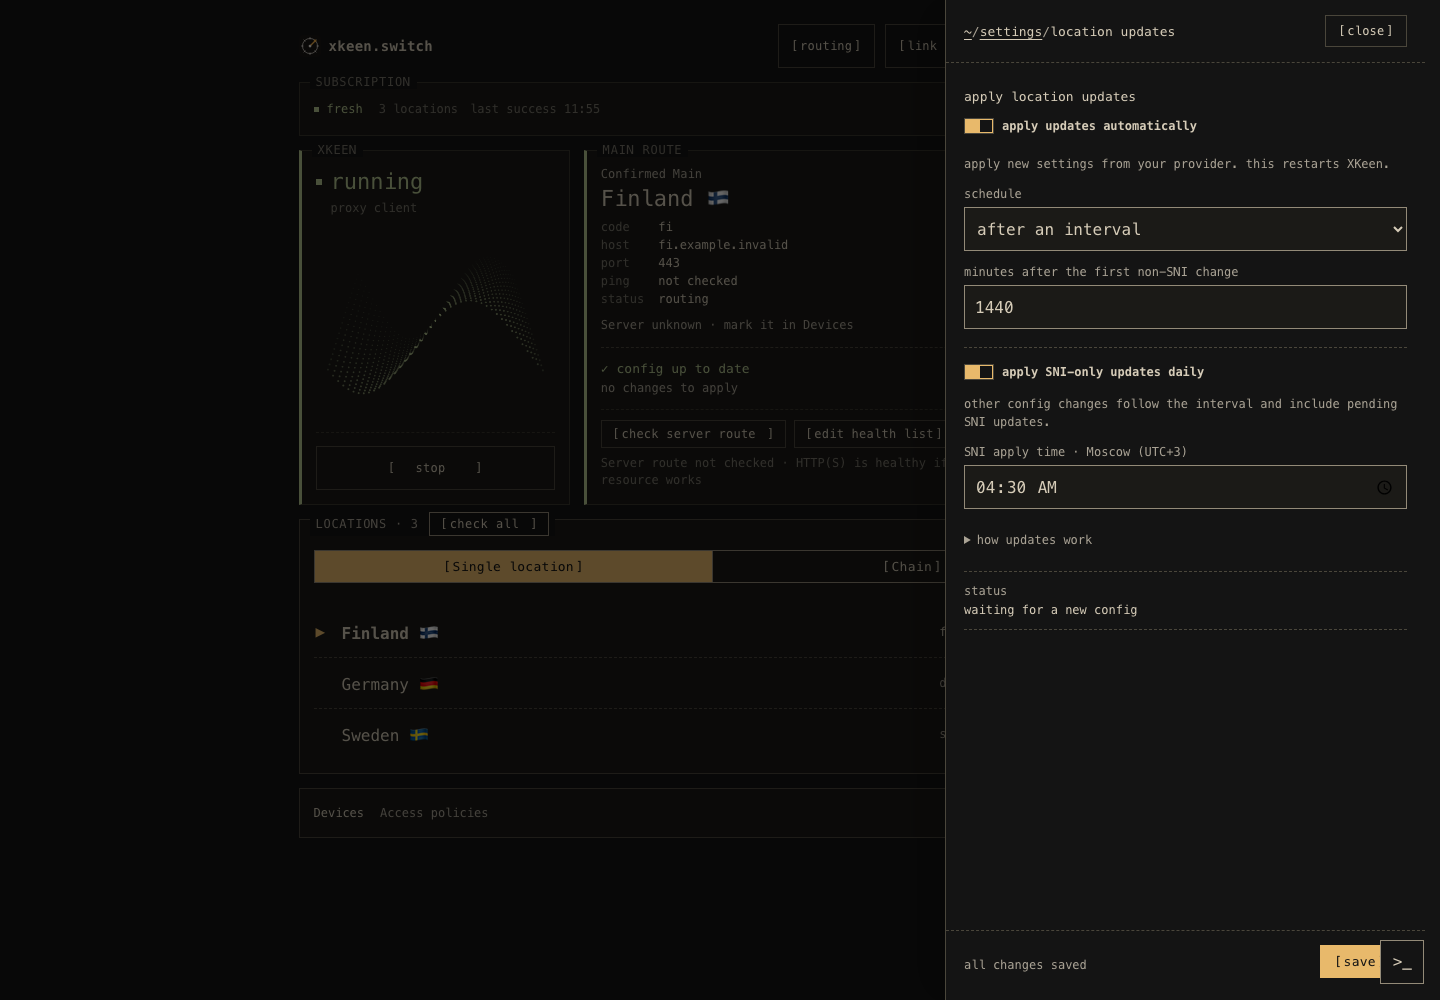 xkeen.switch
[routing]
[link
SUBSCRIPTION
fresh 3 locations last success 11:55
XKEEN
running
proxy client
[ stop ]
MAIN ROUTE
Confirmed Main
Finland
code fi
host fi.example.invalid
port 443
ping not checked
status routing
Server unknown · mark it in Devices
✓ config up to date
no changes to apply
[check server route ] [edit health list]
Server route not checked · HTTP(S) is healthy if
resource works
LOCATIONS · 3 [check all ]
[Single location] [Chain]
▶ Finland
Germany
Sweden
Devices Access policies
~/settings/location updates
[close]
apply location updates
apply updates automatically
apply new settings from your provider. this restarts XKeen.
schedule
after an interval
minutes after the first non-SNI change
1440
apply SNI-only updates daily
other config changes follow the interval and include pending
SNI updates.
SNI apply time · Moscow (UTC+3)
04:30 AM
▶ how updates work
status
waiting for a new config
all changes saved
[save
>_